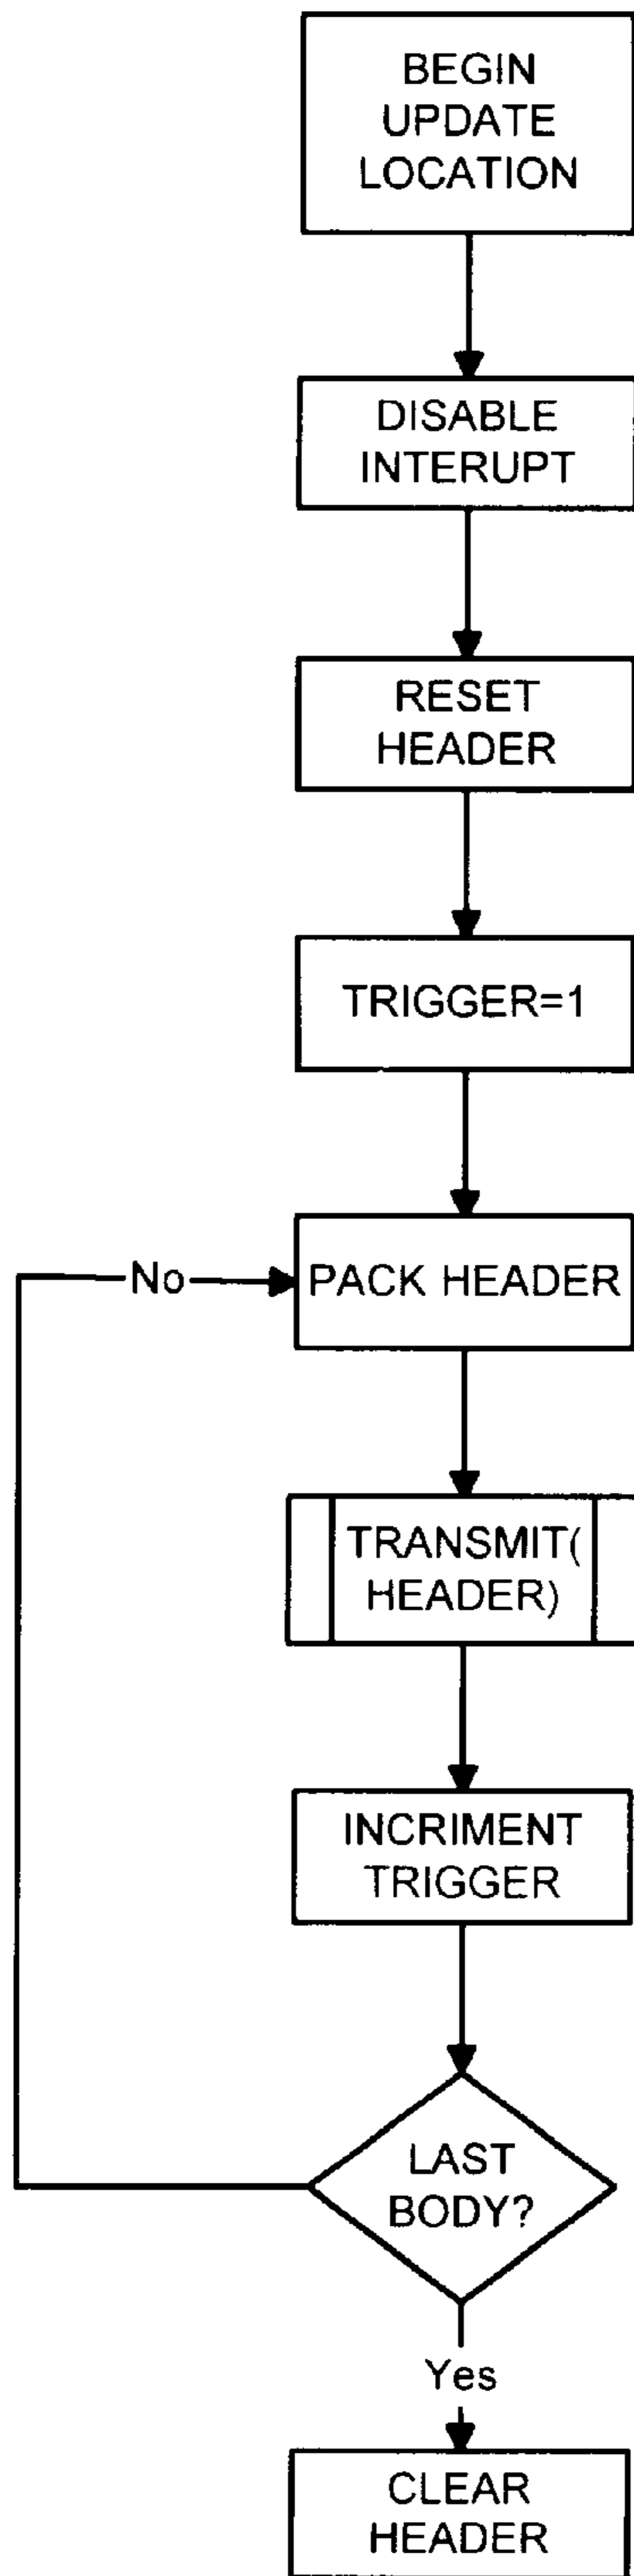 BEGIN
UPDATE
LOCATION
DISABLE
INTERUPT
RESET
HEADER
TRIGGER=1
No
PACK HEADER
TRANSMIT(
HEADER)
INCRIMENT
TRIGGER
LAST
BODY?
Yes
CLEAR
HEADER